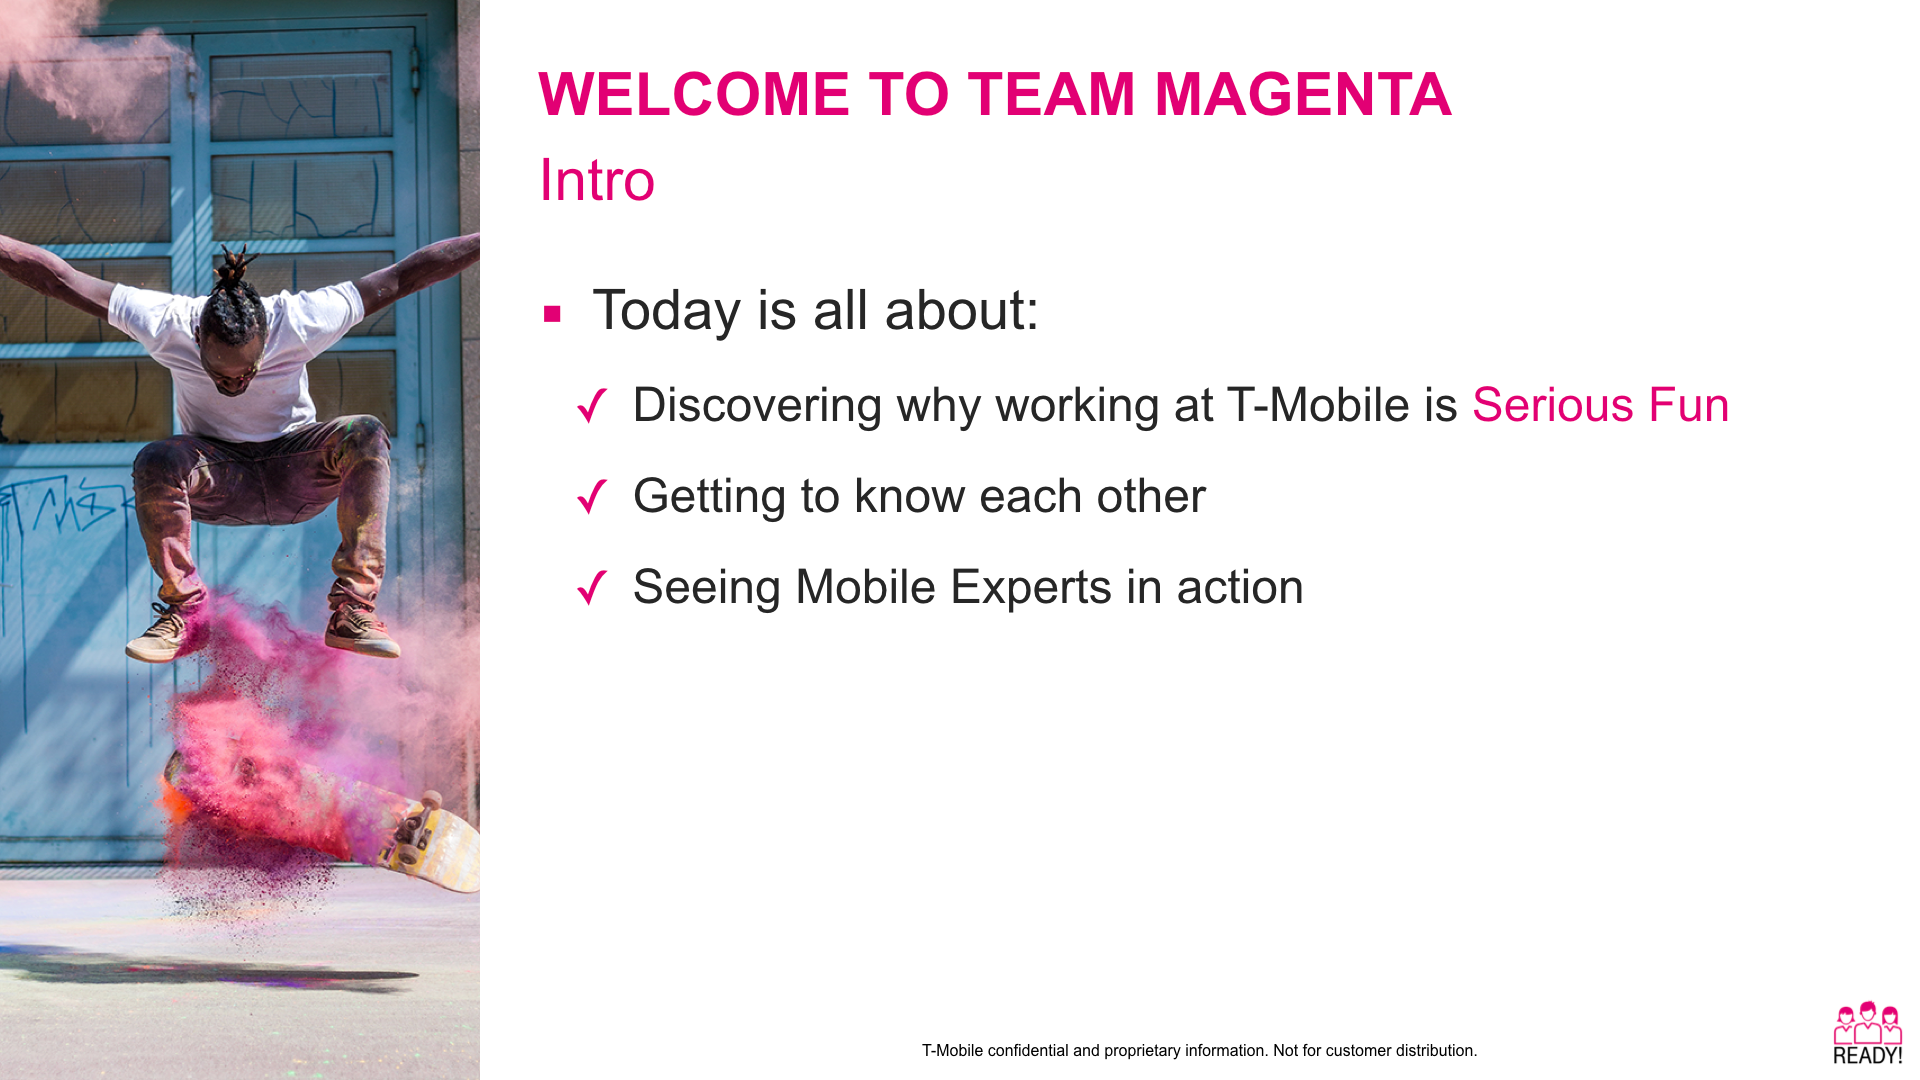 WELCOME TO TEAM MAGENTA
Intro
▪ Today is all about:
✓ Discovering why working at T-Mobile is Serious Fun
✓ Getting to know each other
✓ Seeing Mobile Experts in action
T-Mobile confidential and proprietary information. Not for customer distribution.
READY!